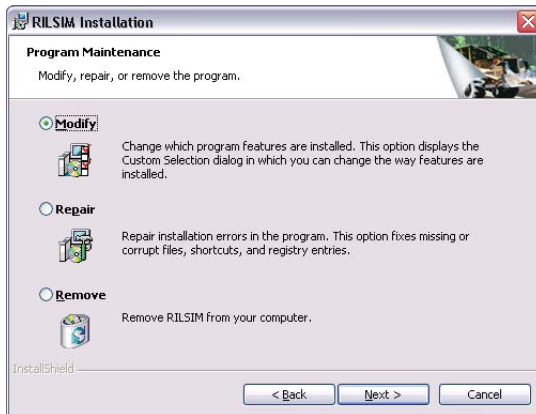 RILSIM Installation
Program Maintenance
Modify, repair, or remove the program.
Modify
Change which program features are installed. This option displays the
Custom Selection dialog in which you can change the way features are
installed.
Repair
Repair installation errors in the program. This option fixes missing or
corrupt files, shortcuts, and registry entries.
Remove
Remove RILSIM from your computer.
InstallShield
< Back
Next >
Cancel